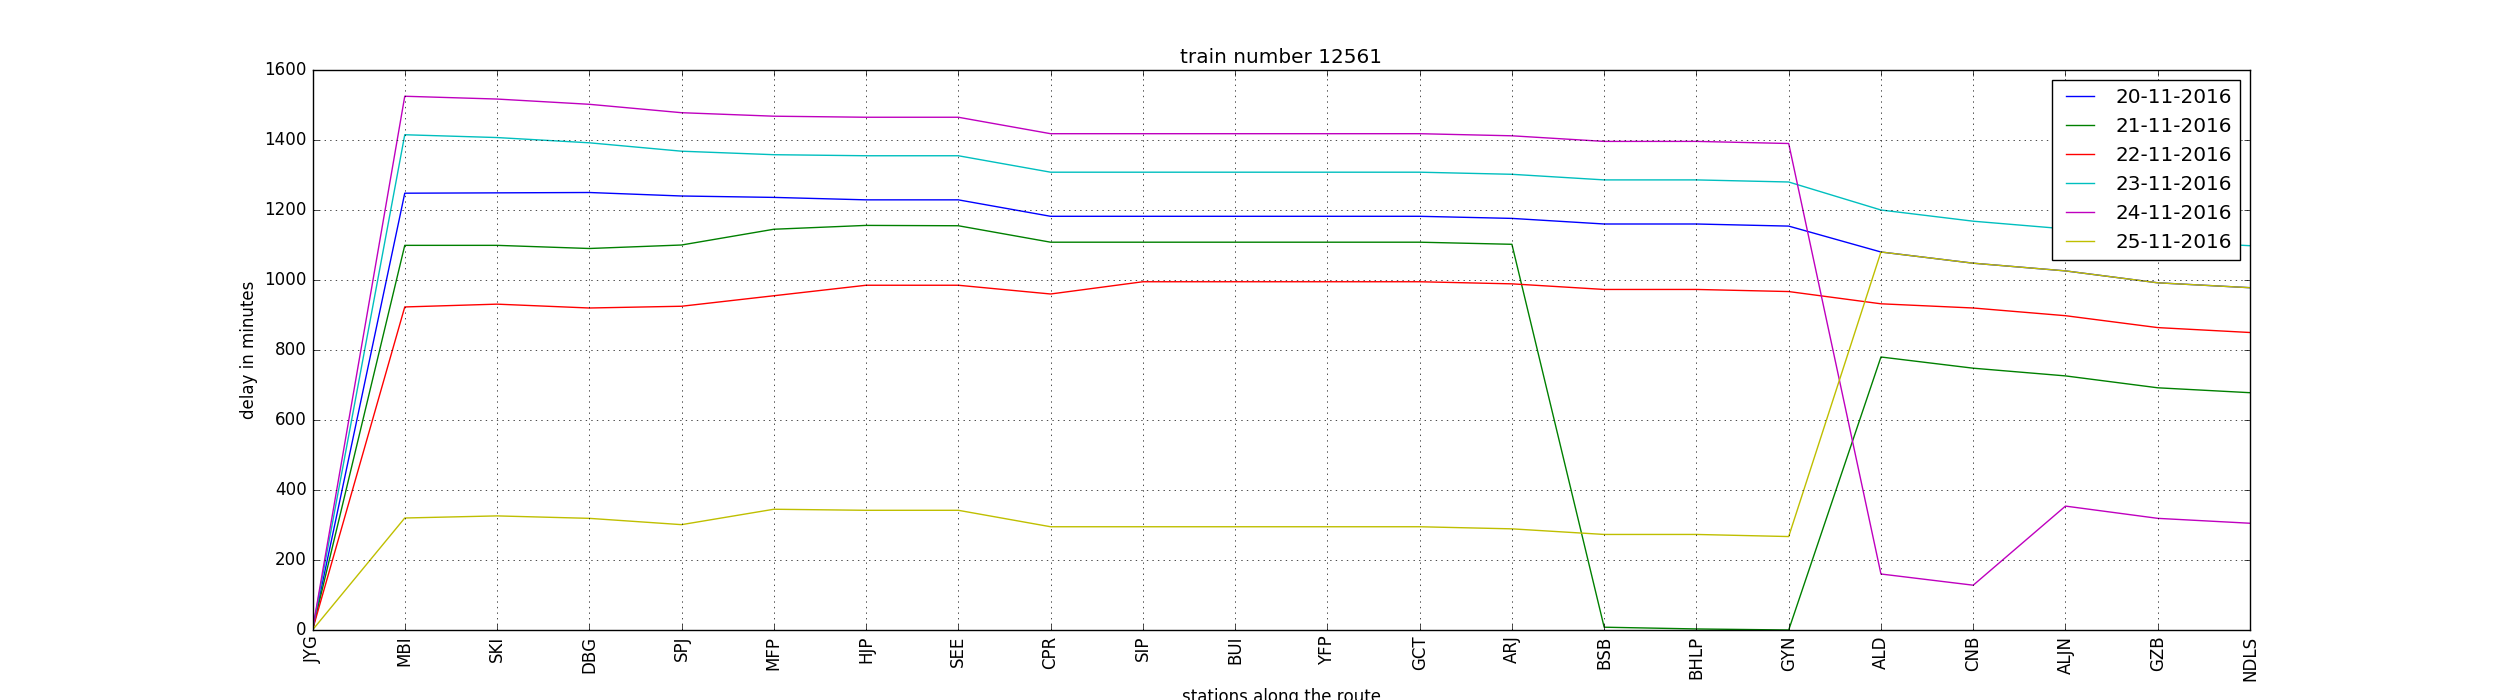 train number 12561
1600
1400
1200
1000
800
600
400
200
0
delay in minutes
20-11-2016
21-11-2016
22-11-2016
23-11-2016
24-11-2016
25-11-2016
JYG
MBI
SKI
DBG
SPJ
MFP
HJP
SEE
CPR
SIP
BUI
YFP
GCT
ARJ
BSB
BHLP
GYN
ALD
CNB
ALJN
GZB
NDLS
stations along the route